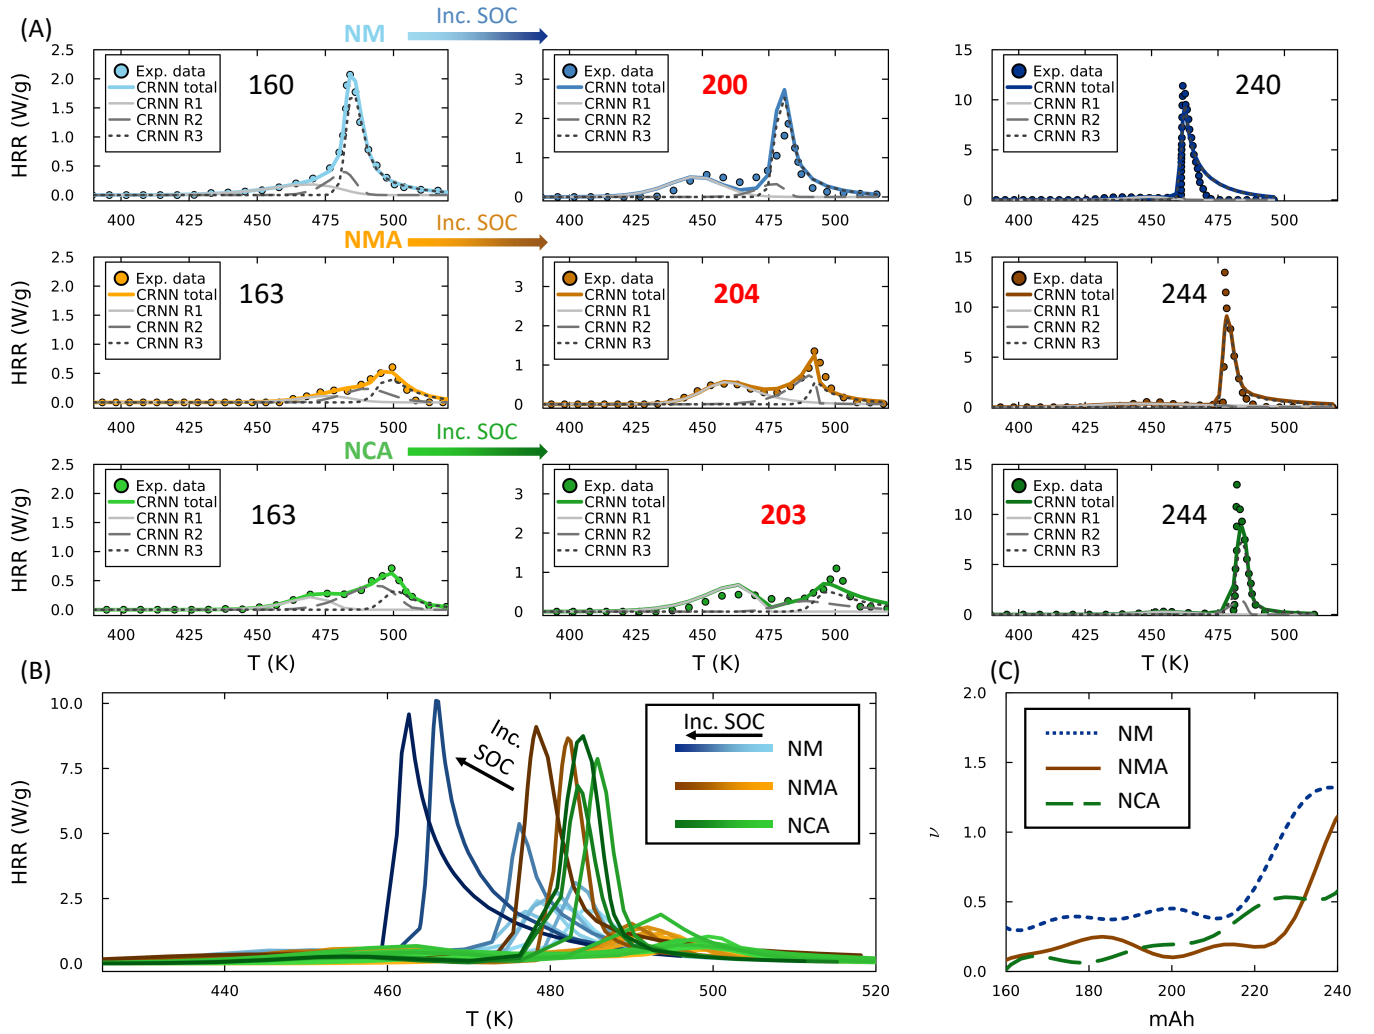 (A)
NM
Inc. SOC
HRR (W/g)
2.5
2.0
1.5
1.0
0.5
0.0
Exp. data
CRNN total
CRNN R1
CRNN R2
CRNN R3
160
400
425
450
475
500
3
2
1
0
Exp. data
CRNN total
CRNN R1
CRNN R2
CRNN R3
200
400
425
450
475
500
15
10
5
0
Exp. data
CRNN total
CRNN R1
CRNN R2
CRNN R3
240
400
425
450
475
500
NMA
Inc. SOC
HRR (W/g)
2.5
2.0
1.5
1.0
0.5
0.0
Exp. data
CRNN total
CRNN R1
CRNN R2
CRNN R3
163
400
425
450
475
500
3
2
1
0
Exp. data
CRNN total
CRNN R1
CRNN R2
CRNN R3
204
400
425
450
475
500
15
10
5
0
Exp. data
CRNN total
CRNN R1
CRNN R2
CRNN R3
244
400
425
450
475
500
NCA
Inc. SOC
HRR (W/g)
2.5
2.0
1.5
1.0
0.5
0.0
Exp. data
CRNN total
CRNN R1
CRNN R2
CRNN R3
163
400
425
450
475
500
T (K)
3
2
1
0
Exp. data
CRNN total
CRNN R1
CRNN R2
CRNN R3
203
400
425
450
475
500
T (K)
15
10
5
0
Exp. data
CRNN total
CRNN R1
CRNN R2
CRNN R3
244
400
425
450
475
500
T (K)
(B)
HRR (W/g)
10.0
7.5
5.0
2.5
0.0
Inc.
SOC
Inc. SOC
NM
NMA
NCA
440
460
480
500
520
T (K)
(C)
ν
2.0
1.5
1.0
0.5
0.0
NM
NMA
NCA
160
180
200
220
240
mAh